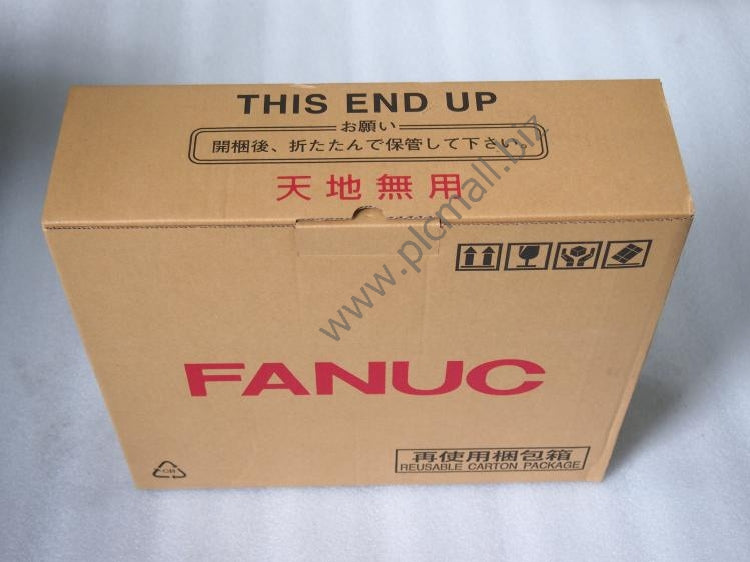 THIS END UP
お願い
開梱後、折たたんで保管して下さい。
天地無用
www.plcmall.biz
FANUC
再使用梱包箱
REUSABLE CARTON PACKAGE